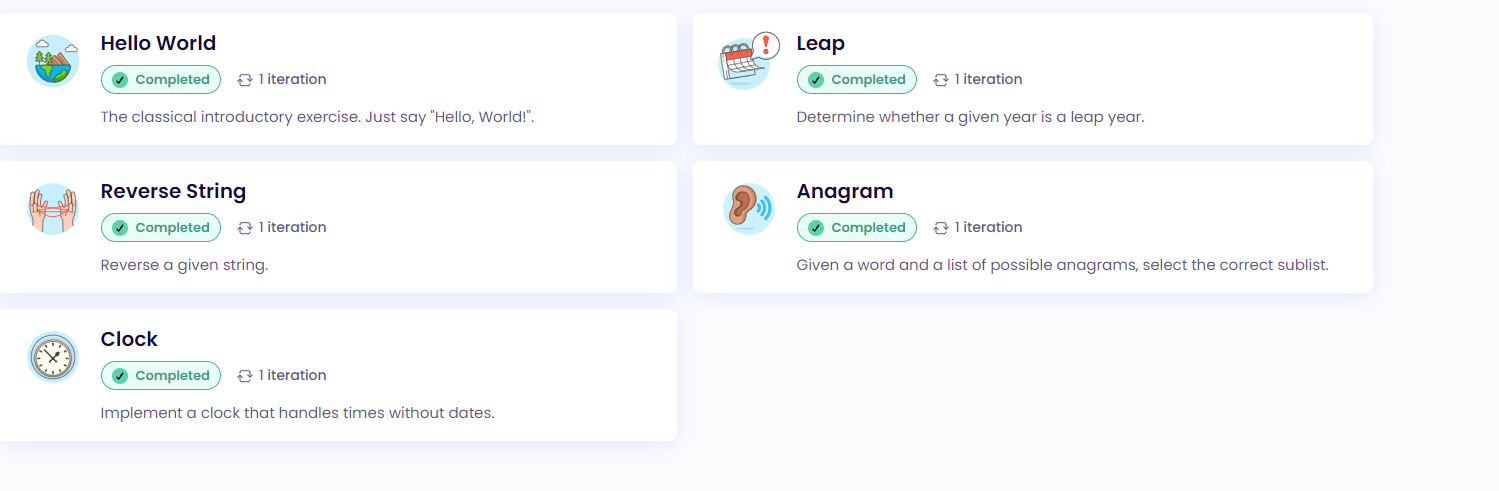 Hello World
Completed 1 iteration
The classical introductory exercise. Just say "Hello, World!".
Leap
Completed 1 iteration
Determine whether a given year is a leap year.
Reverse String
Completed 1 iteration
Reverse a given string.
Anagram
Completed 1 iteration
Given a word and a list of possible anagrams, select the correct sublist.
Clock
Completed 1 iteration
Implement a clock that handles times without dates.